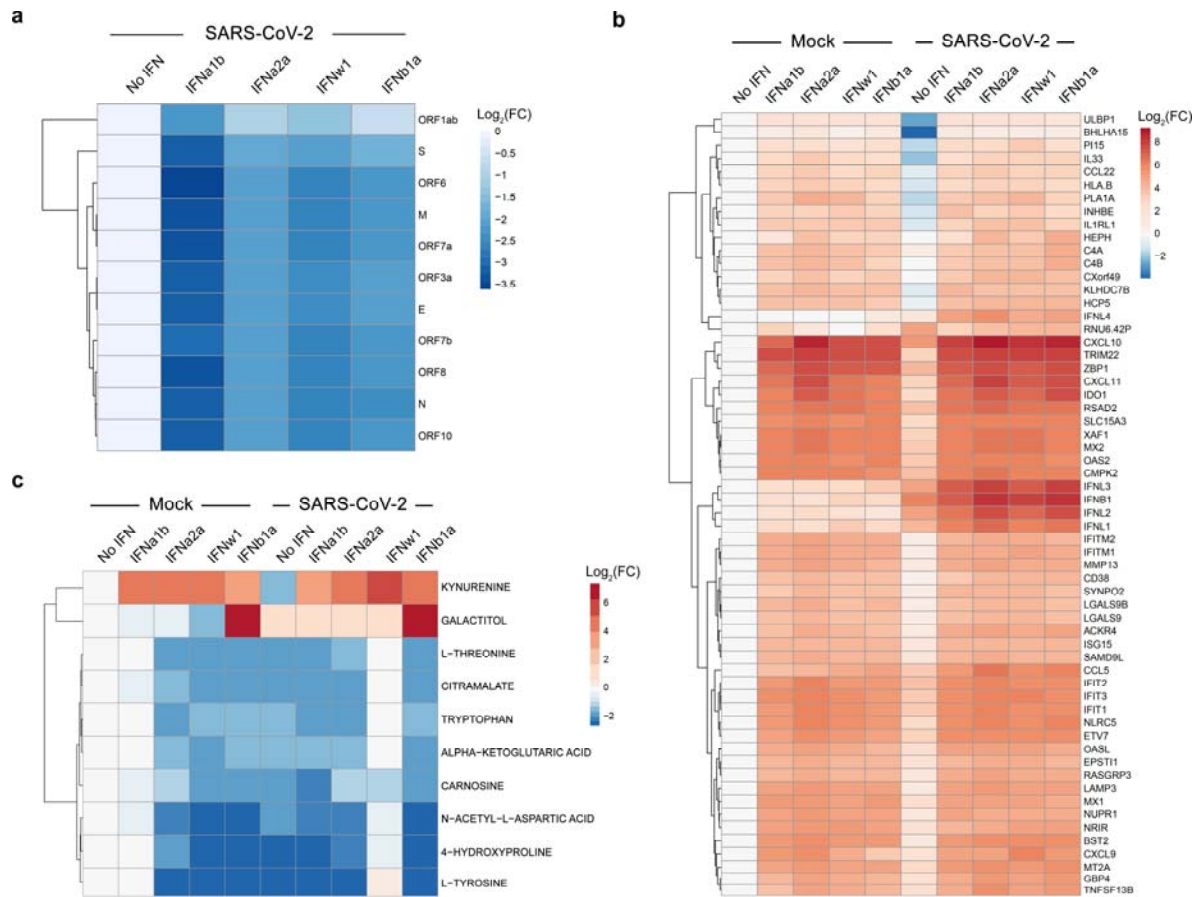 a
SARS-CoV-2
No IFN
IFNa1b
IFNa2a
IFNw1
IFNb1a
ORF1ab
S
ORF6
M
ORF7a
ORF3a
E
ORF7b
ORF8
N
ORF10
Log2(FC)
0
−0.5
−1
−1.5
−2
−2.5
−3
−3.5
b
Mock
SARS-CoV-2
No IFN
IFNa1b
IFNa2a
IFNw1
IFNb1a
No IFN
IFNa1b
IFNa2a
IFNw1
IFNb1a
ULBP1
BHLHA15
PI15
IL33
CCL22
HLA.B
PLA1A
INHBE
IL1RL1
HEPH
C4A
C4B
CXorf49
KLHDC7B
HCP5
IFNL4
RNU6.42P
CXCL10
TRIM22
ZBP1
CXCL11
IDO1
RSAD2
SLC15A3
XAF1
MX2
OAS2
CMPK2
IFNL3
IFNB1
IFNL2
IFNL1
IFITM2
IFITM1
MMP13
CD38
SYNPO2
LGALS9B
LGALS9
ACKR4
ISG15
SAMD9L
CCL5
IFIT2
IFIT3
IFIT1
NLRC5
ETV7
OASL
EPSTI1
RASGRP3
LAMP3
MX1
NUPR1
NRIR
BST2
CXCL9
MT2A
GBP4
TNFSF13B
Log2(FC)
8
6
4
2
0
−2
c
Mock
SARS-CoV-2
No IFN
IFNa1b
IFNa2a
IFNw1
IFNb1a
No IFN
IFNa1b
IFNa2a
IFNw1
IFNb1a
KYNURENINE
GALACTITOL
L−THREONINE
CITRAMALATE
TRYPTOPHAN
ALPHA−KETOGLUTARIC ACID
CARNOSINE
N−ACETYL−L−ASPARTIC ACID
4−HYDROXYPROLINE
L−TYROSINE
Log2(FC)
6
4
2
0
−2